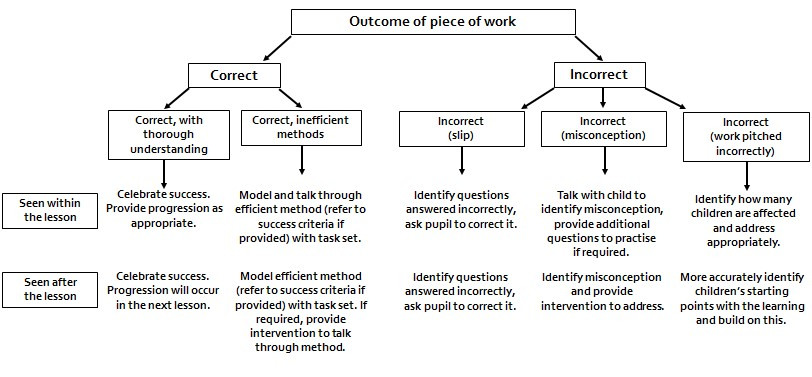 Outcome of piece of work
Correct
Incorrect
Correct, with
thorough
understanding
Correct, inefficient
methods
Incorrect
(slip)
Incorrect
(misconception)
Incorrect
(work pitched
incorrectly)
Seen within
the lesson
Celebrate success.
Provide progression as
appropriate.
Model and talk through
efficient method (refer to
success criteria if
provided) with task set.
Identify questions
answered incorrectly,
ask pupil to correct it.
Talk with child to
identify misconception,
provide additional
questions to practise
if required.
Identify how many
children are affected
and address
appropriately.
Seen after
the lesson
Celebrate success.
Progression will occur
in the next lesson.
Model efficient method
(refer to success criteria if
provided) with task set. If
required, provide
intervention to talk
through method.
Identify questions
answered incorrectly,
ask pupil to correct it.
Identify misconception
and provide
intervention to address.
More accurately identify
children's starting
points with the learning
and build on this.